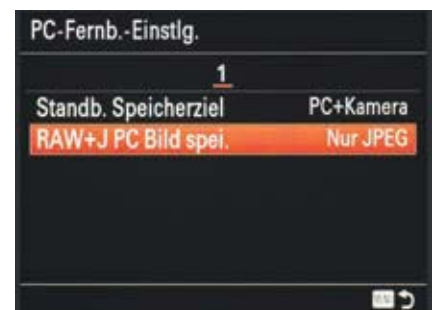 PC-Fernb.-Einstlg.
1
Standb. Speicherziel PC+Kamera
RAW+J PC Bild spei. Nur JPEG